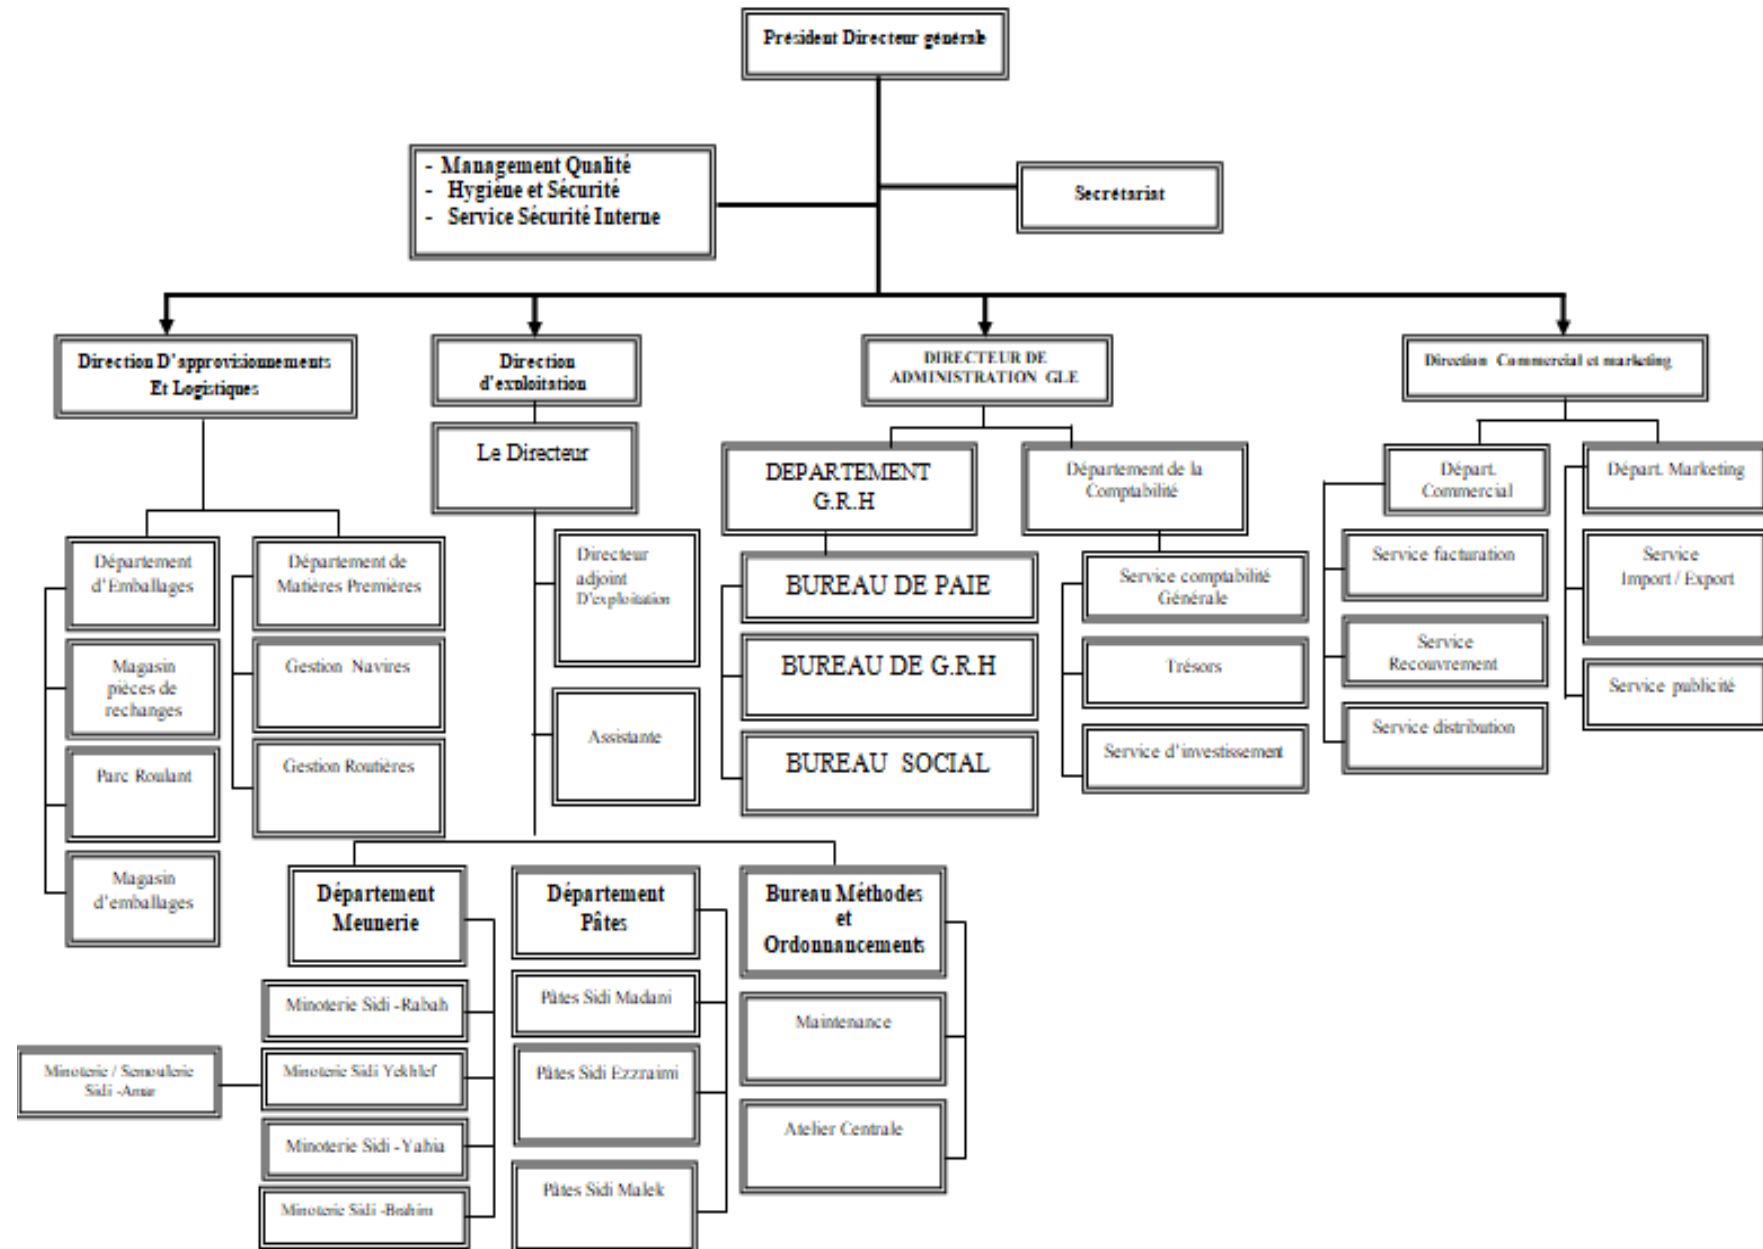 Président Directeur générale
- Management Qualité
- Hygiène et Sécurité
- Service Sécurité Interne
Secrétariat
Direction D'approvisionnements
Et Logistiques
Direction
d'exploitation
DIRECTEUR DE
ADMINISTRATION GLE
Direction Commercial et marketing
Le Directeur
DEPARTEMENT
G.R.H
Département de la
Comptabilité
Départ.
Commercial
Départ. Marketing
Département
d'Emballages
Département de
Matières Premières
Directeur
adjoint
D'exploitation
BUREAU DE PAIE
Service comptabilité
Générale
Service facturation
Service
Import / Export
Magasin
pièces de
rechanges
Gestion Navires
BUREAU DE G.R.H
Trésors
Service
Recouvrement
Service publicité
Parc Roulant
Gestion Routières
Assistante
BUREAU SOCIAL
Service d'investissement
Service distribution
Magasin
d'emballages
Département
Meunerie
Département
Pâtes
Bureau Méthodes
et
Ordonnancements
Minoterie Sidi -Rabah
Pâtes Sidi Madani
Maintenance
Minoterie / Semoulerie
Sidi -Amar
Minoterie Sidi Yekhlef
Pâtes Sidi Ezzraimi
Atelier Centrale
Minoterie Sidi -Yahia
Pâtes Sidi Malek
Minoterie Sidi -Brahim